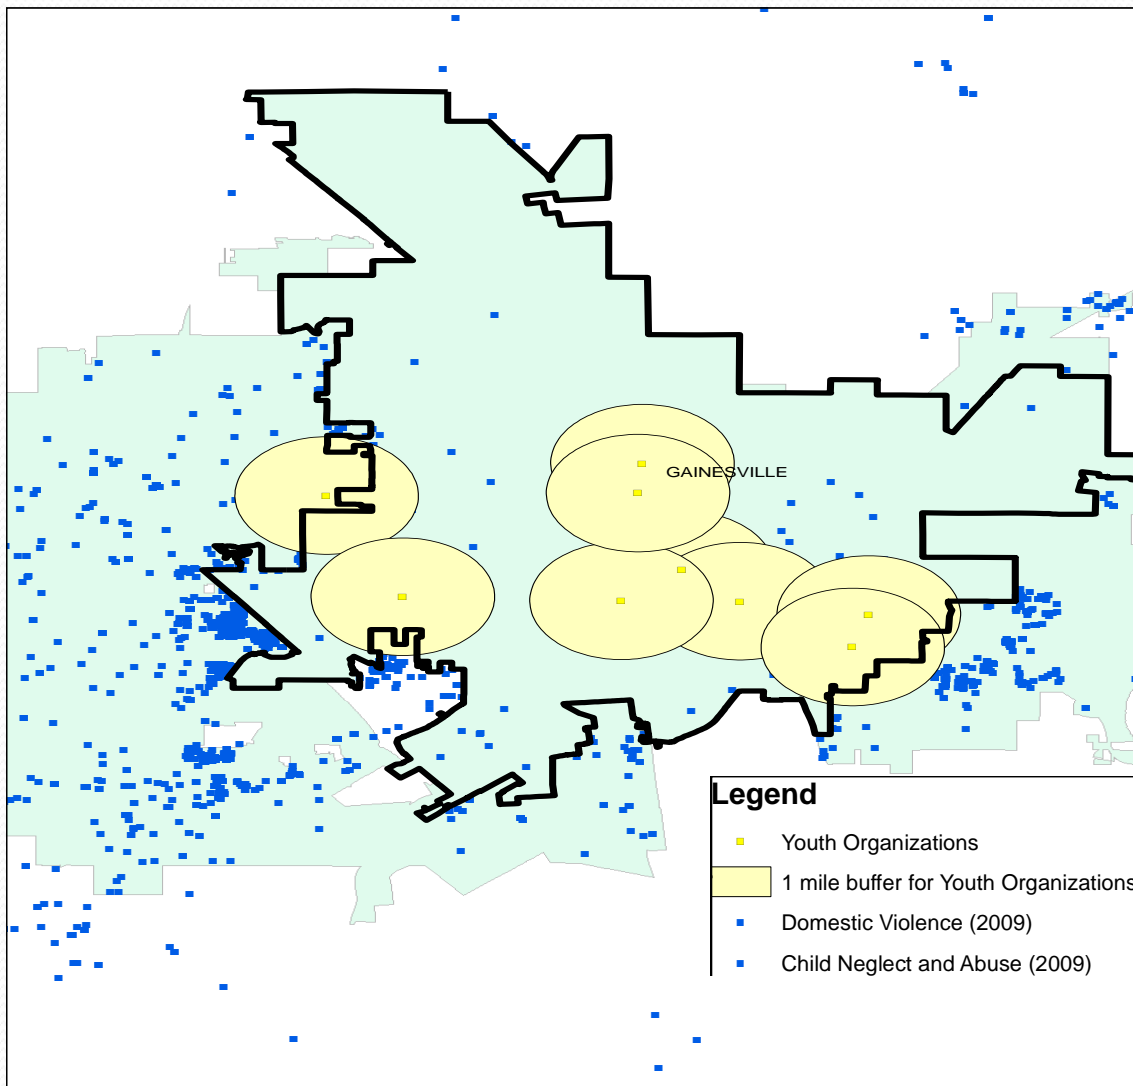 GAINESVILLE
Legend
Youth Organizations
1 mile buffer for Youth Organizations
Domestic Violence (2009)
Child Neglect and Abuse (2009)